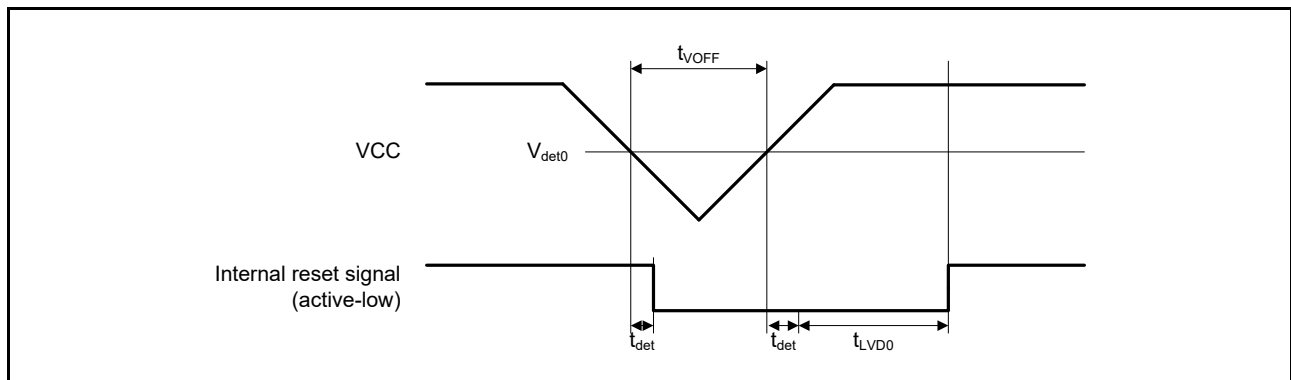 tVOFF
VCC
Vdet0
Internal reset signal
(active-low)
tdet
tdet
tLVD0